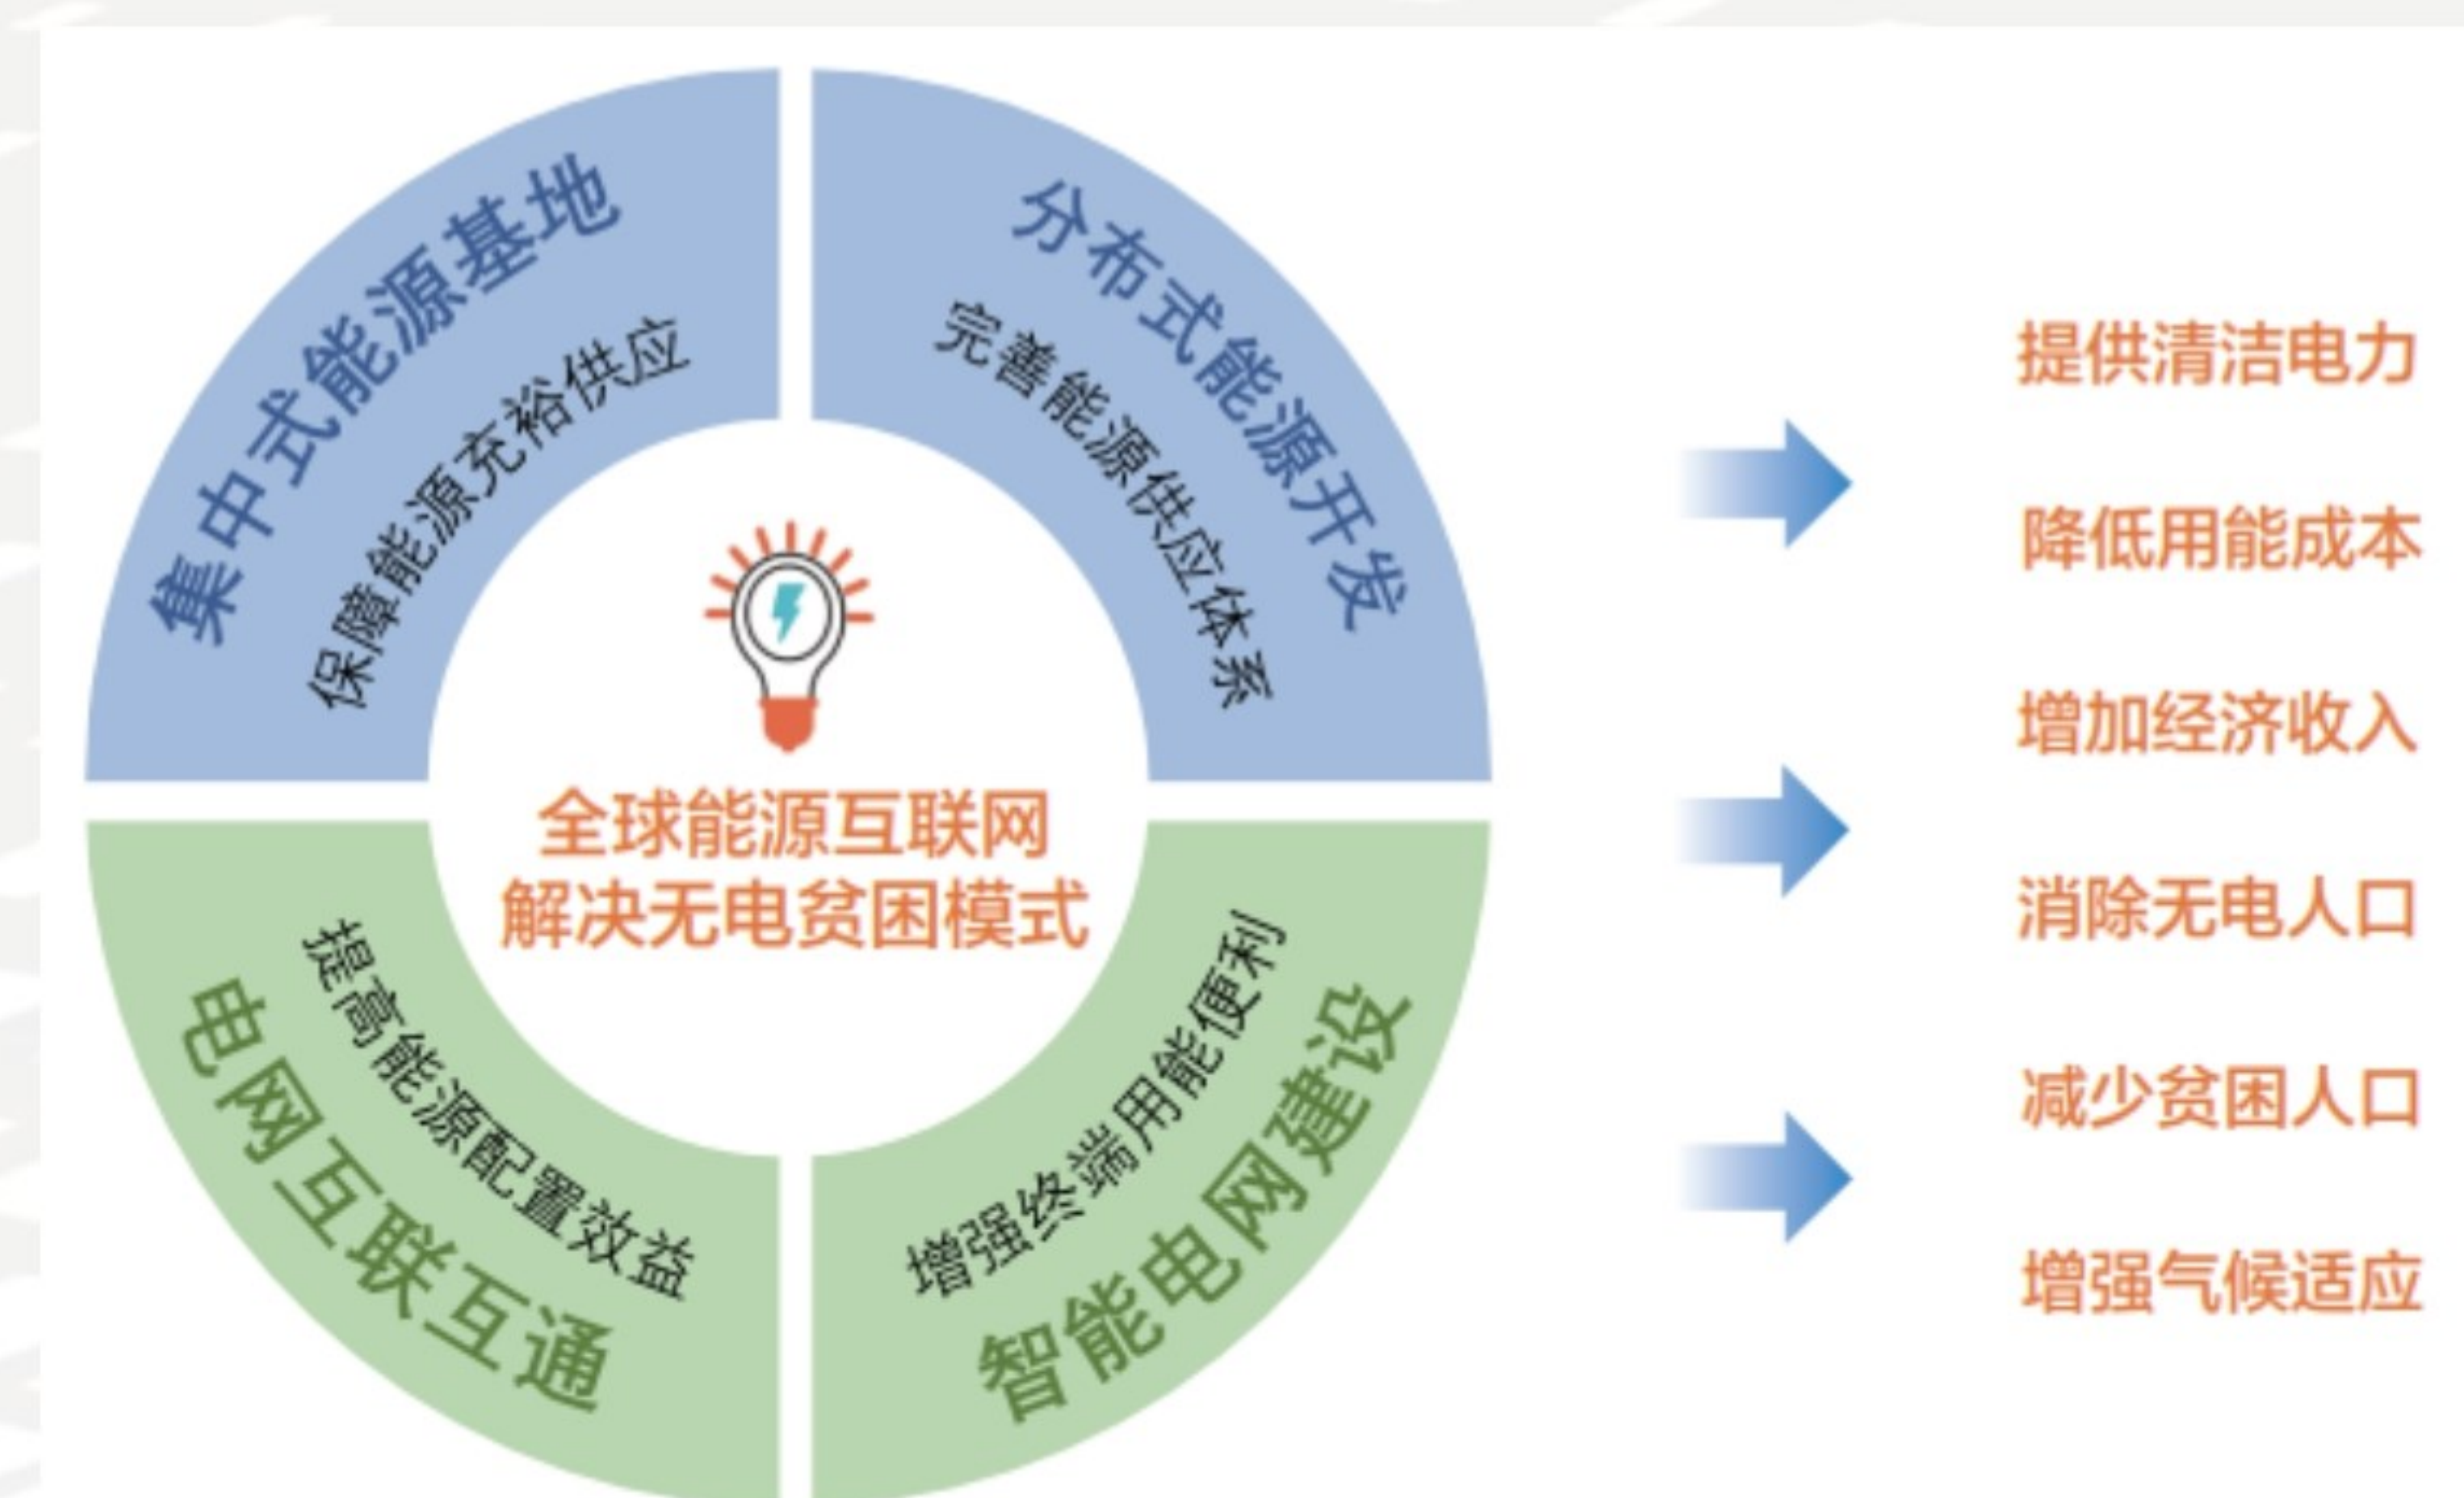 集中式能源基地
保障能源充裕供应
分布式能源开发
完善能源供应体系
全球能源互联网
解决无电贫困模式
提高能源配置效益
电网互联互通
增强终端用能便利
智能电网建设
提供清洁电力
降低用能成本
增加经济收入
消除无电人口
减少贫困人口
增强气候适应